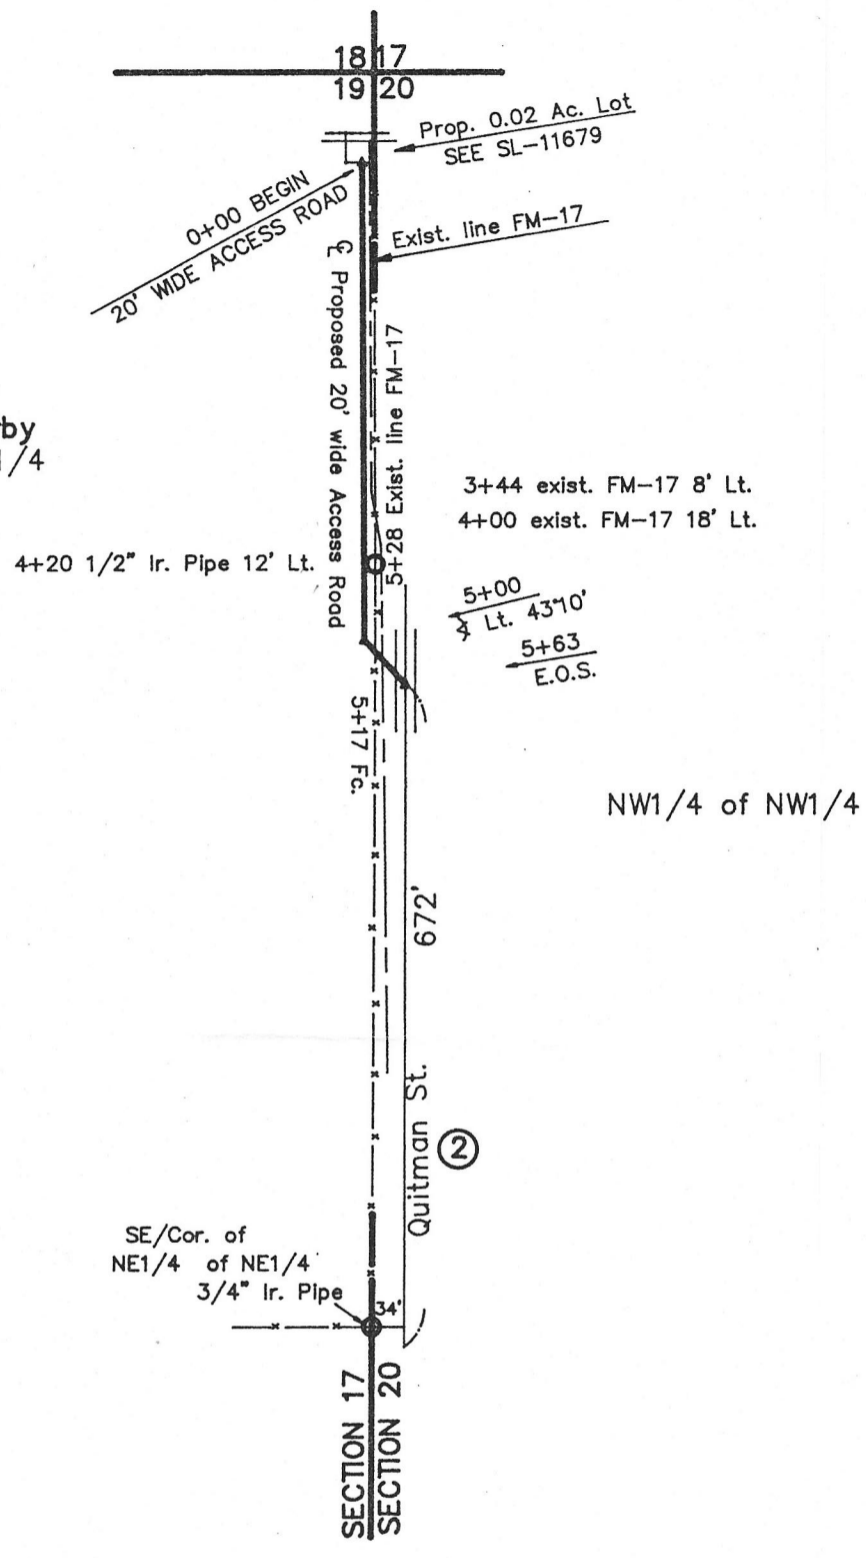 18 17
19 20
Prop. 0.02 Ac. Lot
SEE SL-11679
0+00 BEGIN
20' WIDE ACCESS ROAD
Exist. line FM-17
℄ Proposed 20' wide Access Road
5+28 Exist. line FM-17
by
1/4
3+44 exist. FM-17 8' Lt.
4+00 exist. FM-17 18' Lt.
4+20 1/2" Ir. Pipe 12' Lt.
5+00
Lt. 43°10'
5+63
E.O.S.
5+17 Fc.
NW1/4 of NW1/4
672'
Quitman St.
2
SE/Cor. of
NE1/4 of NE1/4
3/4" Ir. Pipe
34'
SECTION 17
SECTION 20